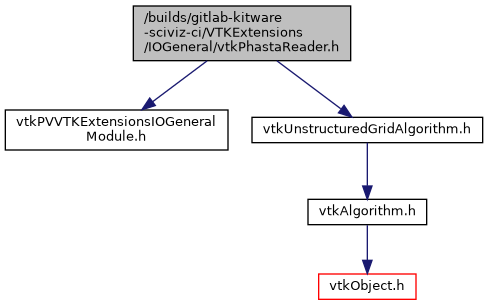 /builds/gitlab-kitware
-sciviz-ci/VTKExtensions
/IOGeneral/vtkPhastaReader.h
vtkPVVTKExtensionsIOGeneral
Module.h
vtkUnstructuredGridAlgorithm.h
vtkAlgorithm.h
vtkObject.h